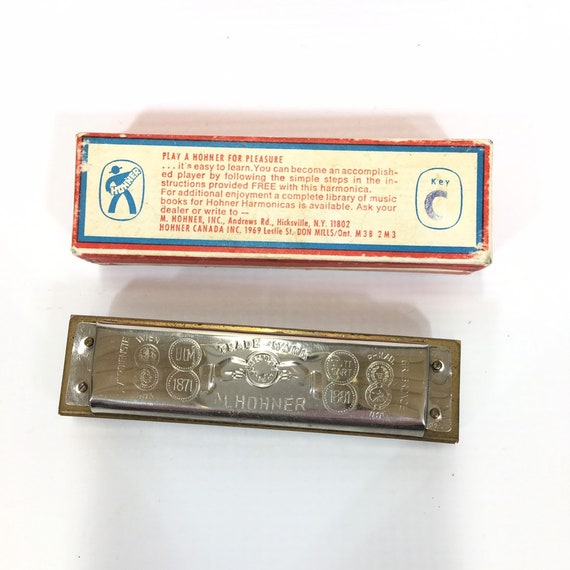 HOHNER
PLAY A HOHNER FOR PLEASURE
... it's easy to learn. You can become an accomplish-
ed player by following the simple steps in the in-
structions provided FREE with this harmonica.
For additional enjoyment a complete library of music
books for Hohner Harmonicas is available. Ask your
dealer or write to —
M. HOHNER, INC., Andrews Rd., Hicksville, N.Y. 11802
HOHNER CANADA INC, 1969 Leslie St. DON MILLS/Ont. M3B 2M3
Key
C
TRADE MARK
ULM
1871
1881
M.HOHNER